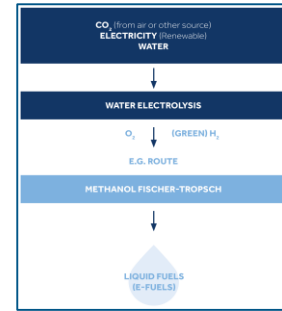 CO₂ (from air or other source)
ELECTRICITY (Renewable)
WATER
WATER ELECTROLYSIS
O₂ (GREEN) H₂
E.G. ROUTE
METHANOL FISCHER-TROPSCH
LIQUID FUELS
(E-FUELS)